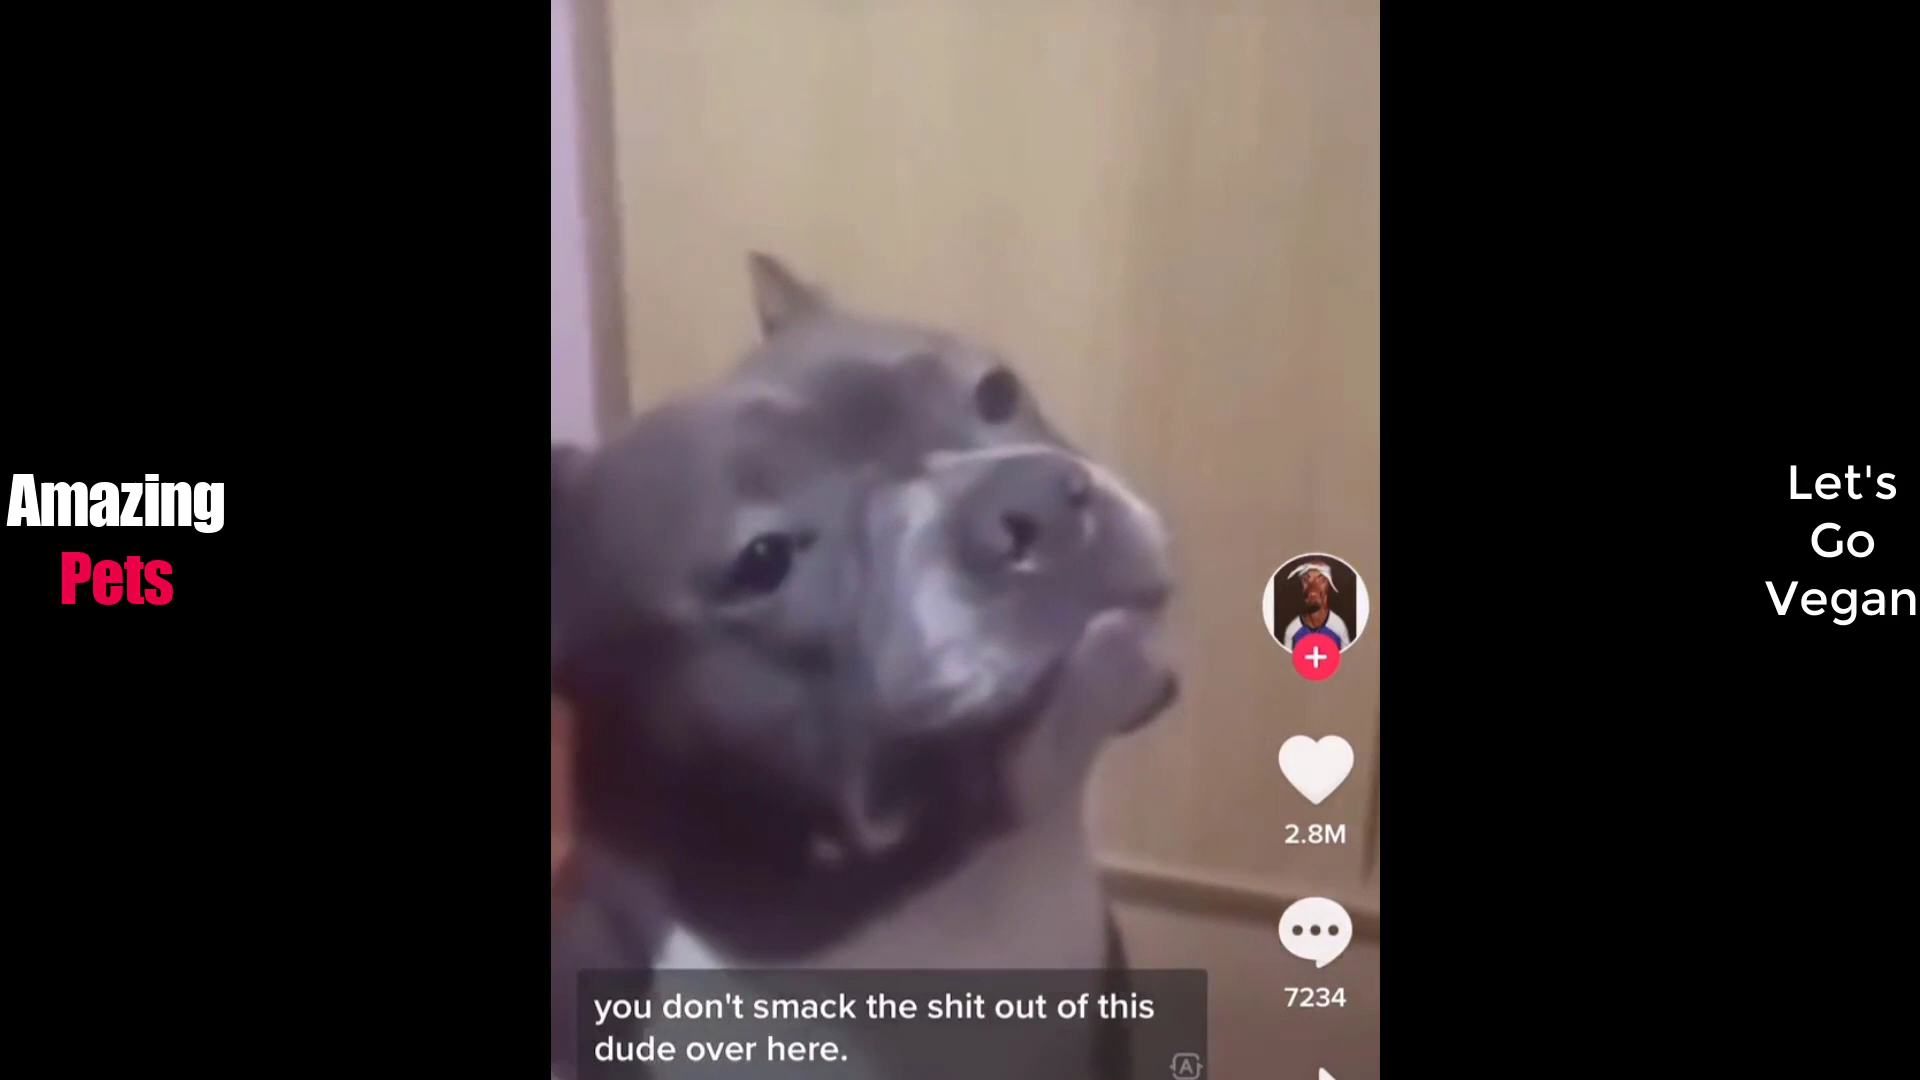 Amazing
Pets
Let's
Go
Vegan
2.8M
7234
you don't smack the shit out of this
dude over here.